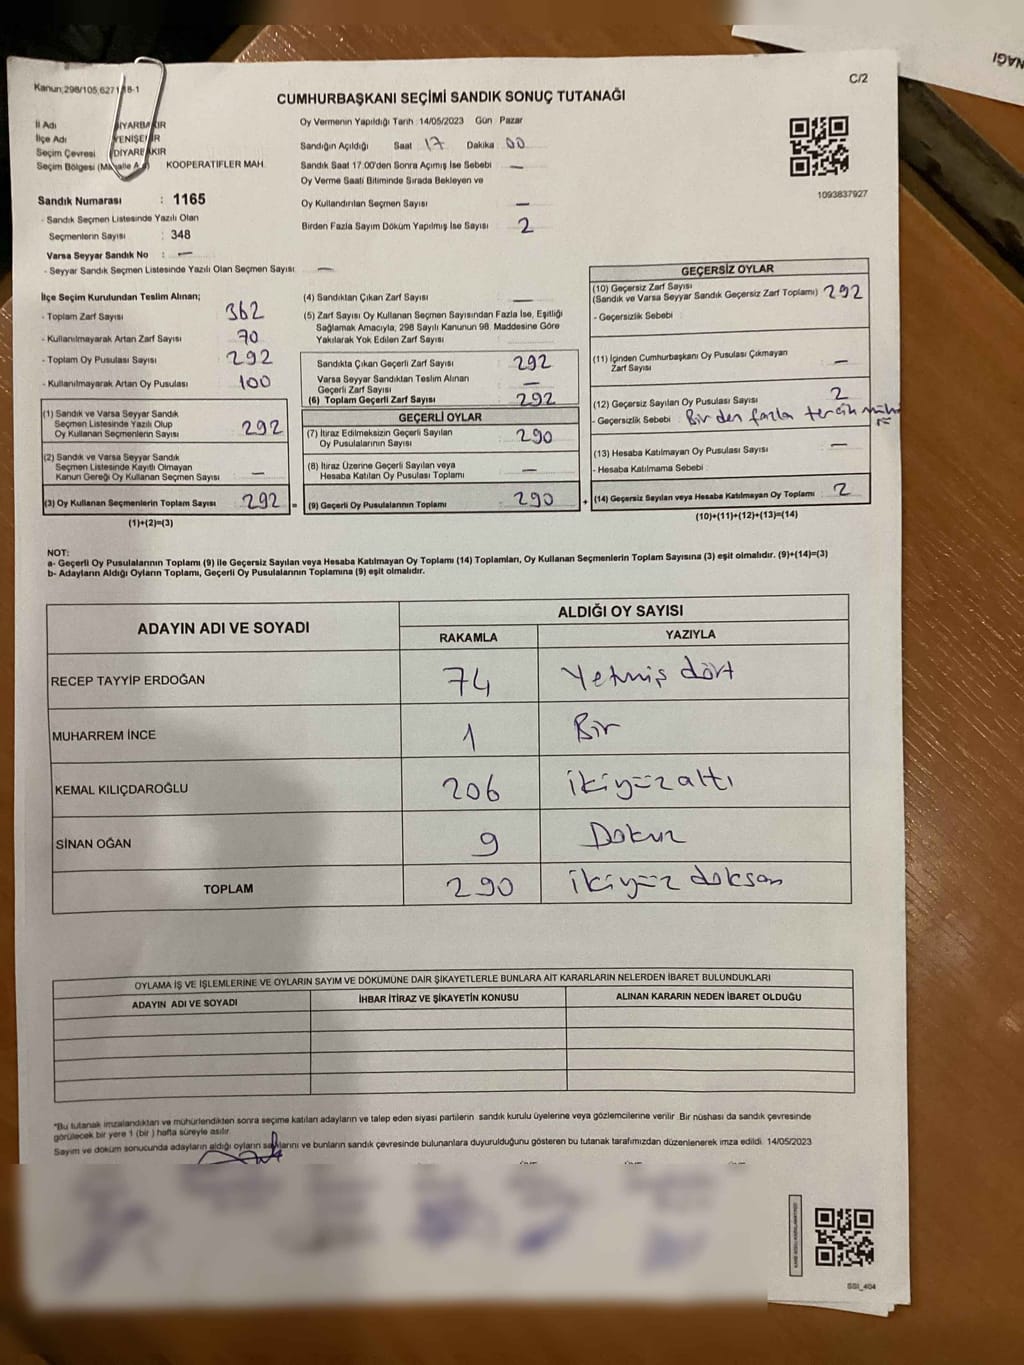 NAĞI
C/2
Kanun;298/105;6271/18-1
CUMHURBAŞKANI SEÇİMİ SANDIK SONUÇ TUTANAĞI
İl Adı DİYARBAKIR
İlçe Adı YENİŞEHİR
Seçim Çevresi DİYARBAKIR
Seçim Bölgesi KOOPERATİFLER MAH.
Oy Vermenin Yapıldığı Tarih :14/05/2023 Gün Pazar
Sandığın Açıldığı Saat 17 Dakika 00
Sandık Saat 17.00'den Sonra Açımış İse Sebebi —
Oy Verme Saati Bitiminde Sırada Bekleyen ve
Oy Kullandırılan Seçmen Sayısı —
Birden Fazla Sayım Döküm Yapılmış İse Sayısı 2
1093837927
Sandık Numarası : 1165
- Sandık Seçmen Listesinde Yazılı Olan
Seçmenlerin Sayısı : 348
Varsa Seyyar Sandık No : —
- Seyyar Sandık Seçmen Listesinde Yazılı Olan Seçmen Sayısı —
İlçe Seçim Kurulundan Teslim Alınan;
- Toplam Zarf Sayısı 362
- Kullanılmayarak Artan Zarf Sayısı 70
- Toplam Oy Pusulası Sayısı 292
- Kullanılmayarak Artan Oy Pusulası 100
(1) Sandık ve Varsa Seyyar Sandık
Seçmen Listesinde Yazılı Olup
Oy Kullanan Seçmenlerin Sayısı 292
(2) Sandık ve Varsa Seyyar Sandık
Seçmen Listesinde Kayıtlı Olmayan
Kanun Gereği Oy Kullanan Seçmen Sayısı —
(3) Oy Kullanan Seçmenlerin Toplam Sayısı 292 =
(1)+(2)=(3)
(4) Sandıktan Çıkan Zarf Sayısı —
(5) Zarf Sayısı Oy Kullanan Seçmen Sayısından Fazla İse, Eşitliği
Sağlamak Amacıyla, 298 Sayılı Kanunun 98. Maddesine Göre
Yakılarak Yok Edilen Zarf Sayısı —
Sandıkta Çıkan Geçerli Zarf Sayısı 292
Varsa Seyyar Sandıktan Teslim Alınan
Geçerli Zarf Sayısı —
(6) Toplam Geçerli Zarf Sayısı 292
GEÇERLİ OYLAR
(7) İtiraz Edilmeksizin Geçerli Sayılan
Oy Pusulalarının Sayısı 290
(8) İtiraz Üzerine Geçerli Sayılan veya
Hesaba Katılan Oy Pusulası Toplamı —
(9) Geçerli Oy Pusulalarının Toplamı 290 +
GEÇERSİZ OYLAR
(10) Geçersiz Zarf Sayısı
(Sandık ve Varsa Seyyar Sandık Geçersiz Zarf Toplamı) 292
- Geçersizlik Sebebi :
(11) İçinden Cumhurbaşkanı Oy Pusulası Çıkmayan
Zarf Sayısı —
(12) Geçersiz Sayılan Oy Pusulası Sayısı 2
- Geçersizlik Sebebi : Birden fazla tercih
(13) Hesaba Katılmayan Oy Pusulası Sayısı —
- Hesaba Katılmama Sebebi :
(14) Geçersiz Sayılan veya Hesaba Katılmayan Oy Toplamı 2
(10)+(11)+(12)+(13)=(14)
NOT:
a- Geçerli Oy Pusulalarının Toplamı (9) ile Geçersiz Sayılan veya Hesaba Katılmayan Oy Toplamı (14) Toplamları, Oy Kullanan Seçmenlerin Toplam Sayısına (3) eşit olmalıdır. (9)+(14)=(3)
b- Adayların Aldığı Oyların Toplamı, Geçerli Oy Pusulalarının Toplamına (9) eşit olmalıdır.
ADAYIN ADI VE SOYADI
ALDIĞI OY SAYISI
RAKAMLA YAZIYLA
RECEP TAYYİP ERDOĞAN 74 Yetmiş dört
MUHARREM İNCE 1 Bir
KEMAL KILIÇDAROĞLU 206 ikiyüz altı
SİNAN OĞAN 9 Dokuz
TOPLAM 290 ikiyüz doksan
OYLAMA İŞ VE İŞLEMLERİNE VE OYLARIN SAYIM VE DÖKÜMÜNE DAİR ŞİKAYETLERLE BUNLARA AİT KARARLARIN NELERDEN İBARET BULUNDUKLARI
ADAYIN ADI VE SOYADI İHBAR İTİRAZ VE ŞİKAYETİN KONUSU ALINAN KARARIN NEDEN İBARET OLDUĞU
*Bu tutanak imzalandıktan ve mühürlendikten sonra seçime katılan adayların ve talep eden siyasi partilerin sandık kurulu üyelerine veya gözlemcilerine verilir. Bir nüshası da sandık çevresinde
görülecek bir yere 1 (bir ) hafta süreyle asılır.
Sayım ve döküm sonucunda adayların aldığı oyların sayılarını ve bunların sandık çevresinde bulunanlara duyurulduğunu gösteren bu tutanak tarafımızdan düzenlenerek imza edildi. 14/05/2023
SSI_404